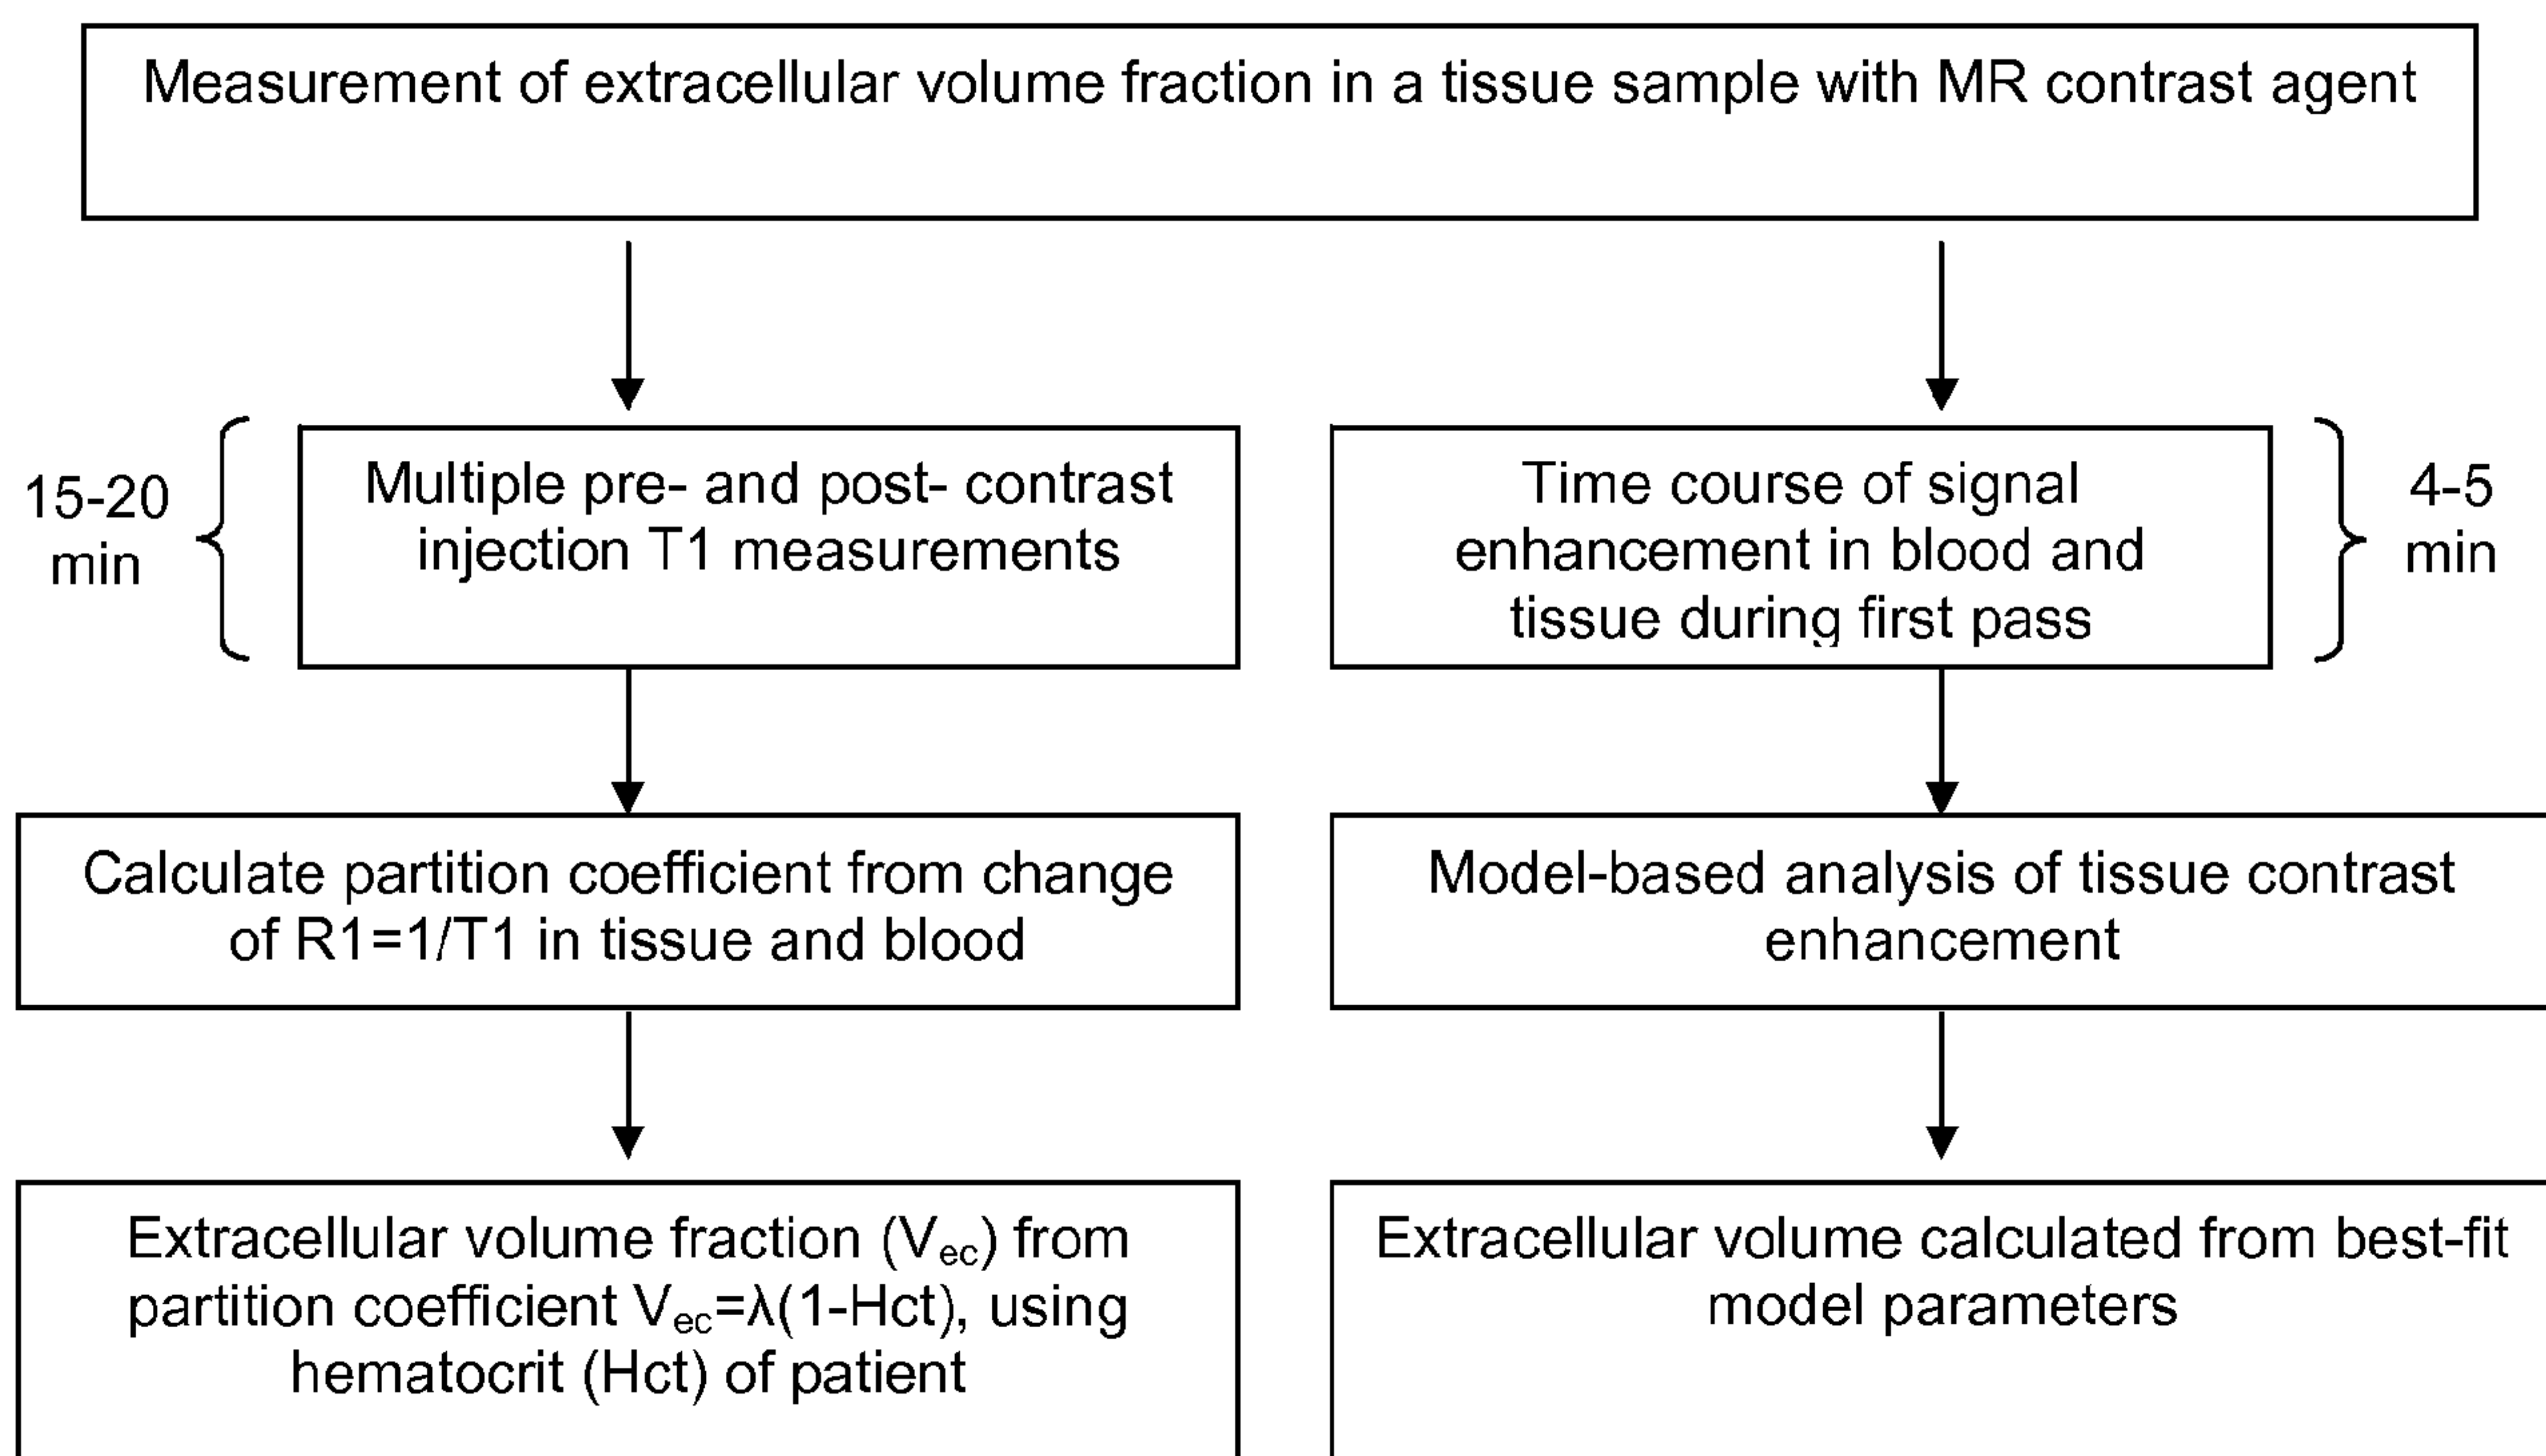 Measurement of extracellular volume fraction in a tissue sample with MR contrast agent
15-20
min
Multiple pre- and post- contrast
injection T1 measurements
Time course of signal
enhancement in blood and
tissue during first pass
4-5
min
Calculate partition coefficient from change
of R1=1/T1 in tissue and blood
Model-based analysis of tissue contrast
enhancement
Extracellular volume fraction (Vec) from
partition coefficient Vec=λ(1-Hct), using
hematocrit (Hct) of patient
Extracellular volume calculated from best-fit
model parameters